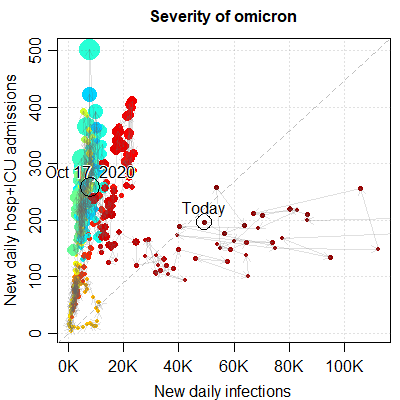 Severity of omicron
New daily hosp+ICU admissions
500
400
300
200
100
0
Oct 17, 2020
Today
0K 20K 40K 60K 80K 100K
New daily infections